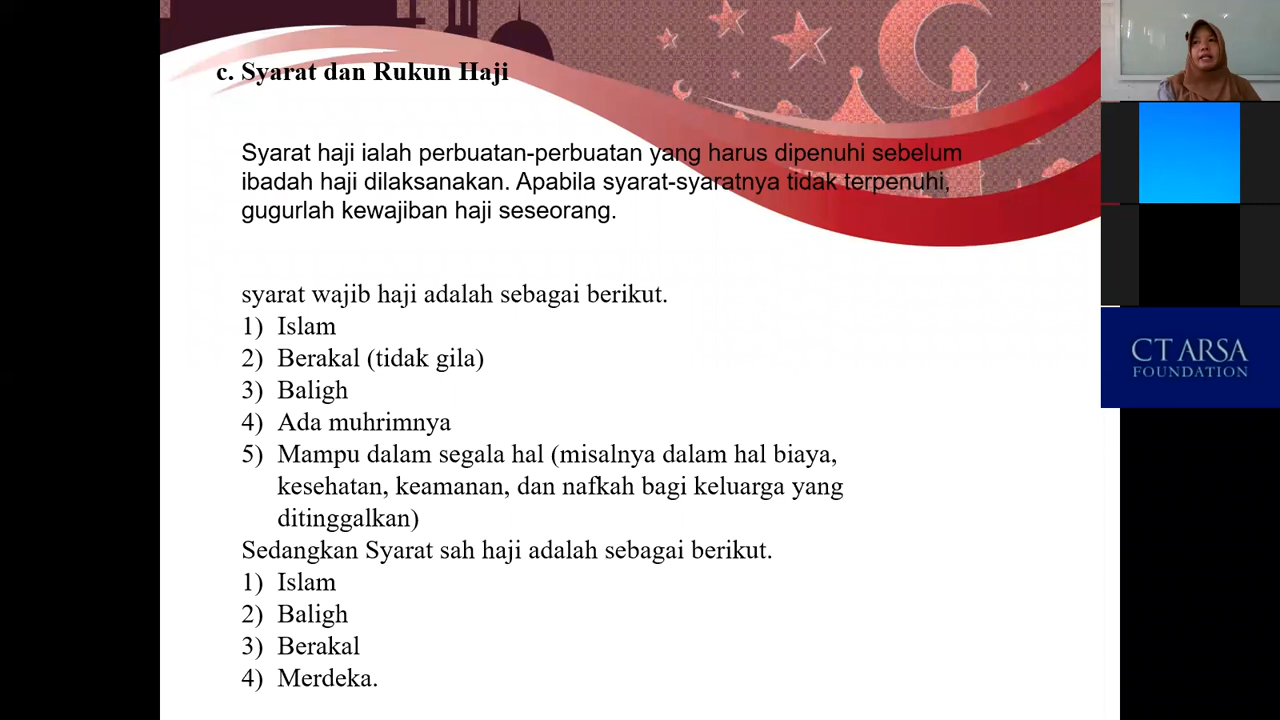 c. Syarat dan Rukun Haji
Syarat haji ialah perbuatan-perbuatan yang harus dipenuhi sebelum
ibadah haji dilaksanakan. Apabila syarat-syaratnya tidak terpenuhi,
gugurlah kewajiban haji seseorang.
syarat wajib haji adalah sebagai berikut.
1) Islam
2) Berakal (tidak gila)
3) Baligh
4) Ada muhrimnya
5) Mampu dalam segala hal (misalnya dalam hal biaya,
kesehatan, keamanan, dan nafkah bagi keluarga yang
ditinggalkan)
Sedangkan Syarat sah haji adalah sebagai berikut.
1) Islam
2) Baligh
3) Berakal
4) Merdeka.
CT ARSA
FOUNDATION